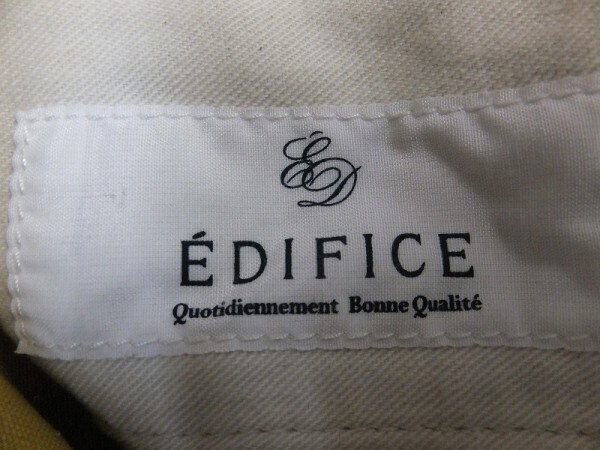 ÉD
ÉDIFICE
Quotidiennement Bonne Qualité